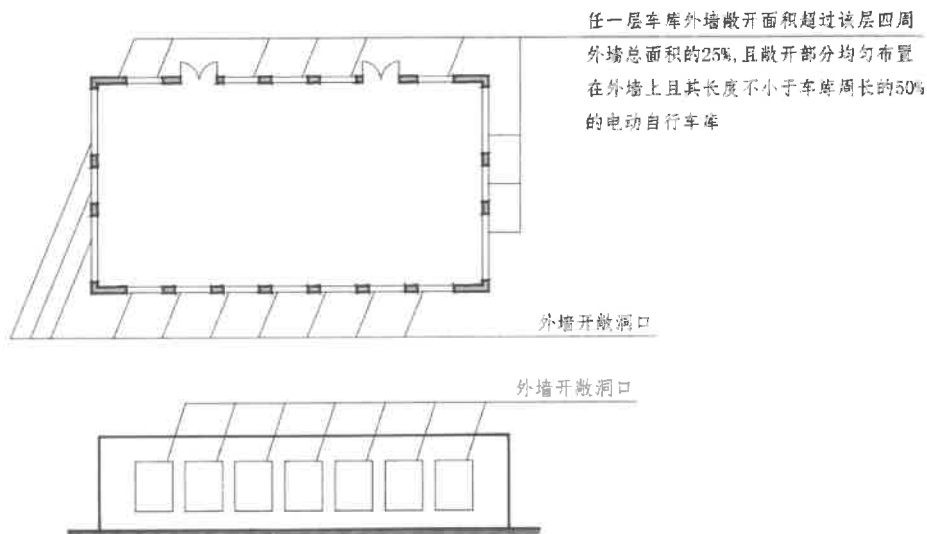 任一层车库外墙敞开面积超过该层四周
外墙总面积的25%,且敞开部分均匀布置
在外墙上且其长度不小于车库周长的50%
的电动自行车库
外墙开敞洞口
外墙开敞洞口